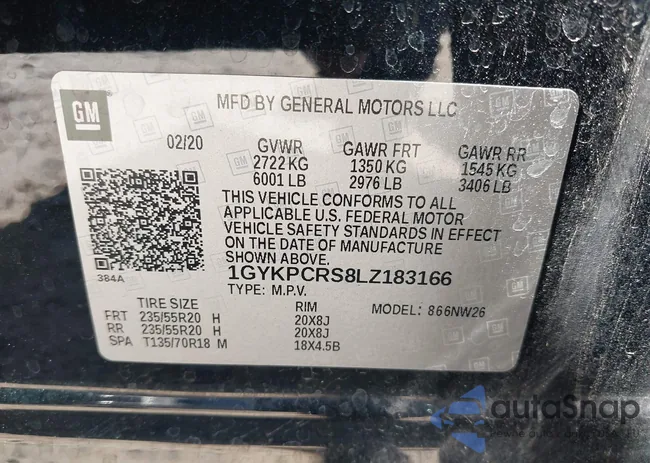 GM
MFD BY GENERAL MOTORS LLC
02/20 GVWR GAWR FRT GAWR RR
2722 KG 1350 KG 1545 KG
6001 LB 2976 LB 3406 LB
THIS VEHICLE CONFORMS TO ALL
APPLICABLE U.S. FEDERAL MOTOR
VEHICLE SAFETY STANDARDS IN EFFECT
ON THE DATE OF MANUFACTURE
SHOWN ABOVE.
384A
1GYKPCRS8LZ183166
TYPE: M.P.V.
TIRE SIZE RIM MODEL: 866NW26
FRT 235/55R20 H 20X8J
RR 235/55R20 H 20X8J
SPA T135/70R18 M 18X4.5B
autoSnap